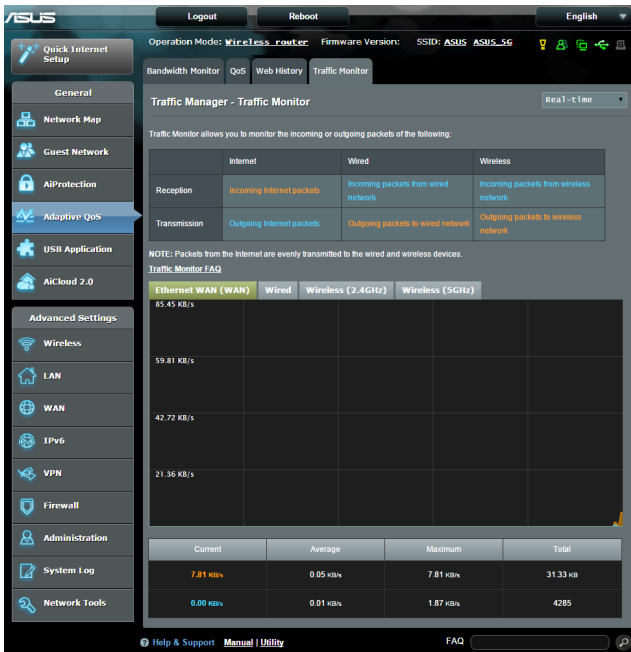 ASUS
Logout
Reboot
English
Quick Internet
Setup
Operation Mode: Wireless router Firmware Version: SSID: ASUS ASUS_5G
Bandwidth Monitor QoS Web History Traffic Monitor
General
Network Map
Guest Network
AiProtection
Adaptive QoS
USB Application
AiCloud 2.0
Advanced Settings
Wireless
LAN
WAN
IPv6
VPN
Firewall
Administration
System Log
Network Tools
Traffic Manager - Traffic Monitor
Real-time
Traffic Monitor allows you to monitor the incoming or outgoing packets of the following:
Internet Wired Wireless
Reception
Incoming Internet packets
Incoming packets from wired
network
Incoming packets from wireless
network
Transmission
Outgoing Internet packets
Outgoing packets to wired network
Outgoing packets to wireless
network
NOTE: Packets from the Internet are evenly transmitted to the wired and wireless devices.
Traffic Monitor FAQ
Ethernet WAN (WAN) Wired Wireless (2.4GHz) Wireless (5GHz)
85.45 KB/s
59.81 KB/s
42.72 KB/s
21.36 KB/s
Current Average Maximum Total
7.81 KB/s 0.05 KB/s 7.81 KB/s 31.33 KB
0.00 KB/s 0.01 KB/s 1.87 KB/s 4285
Help & Support Manual | Utility FAQ